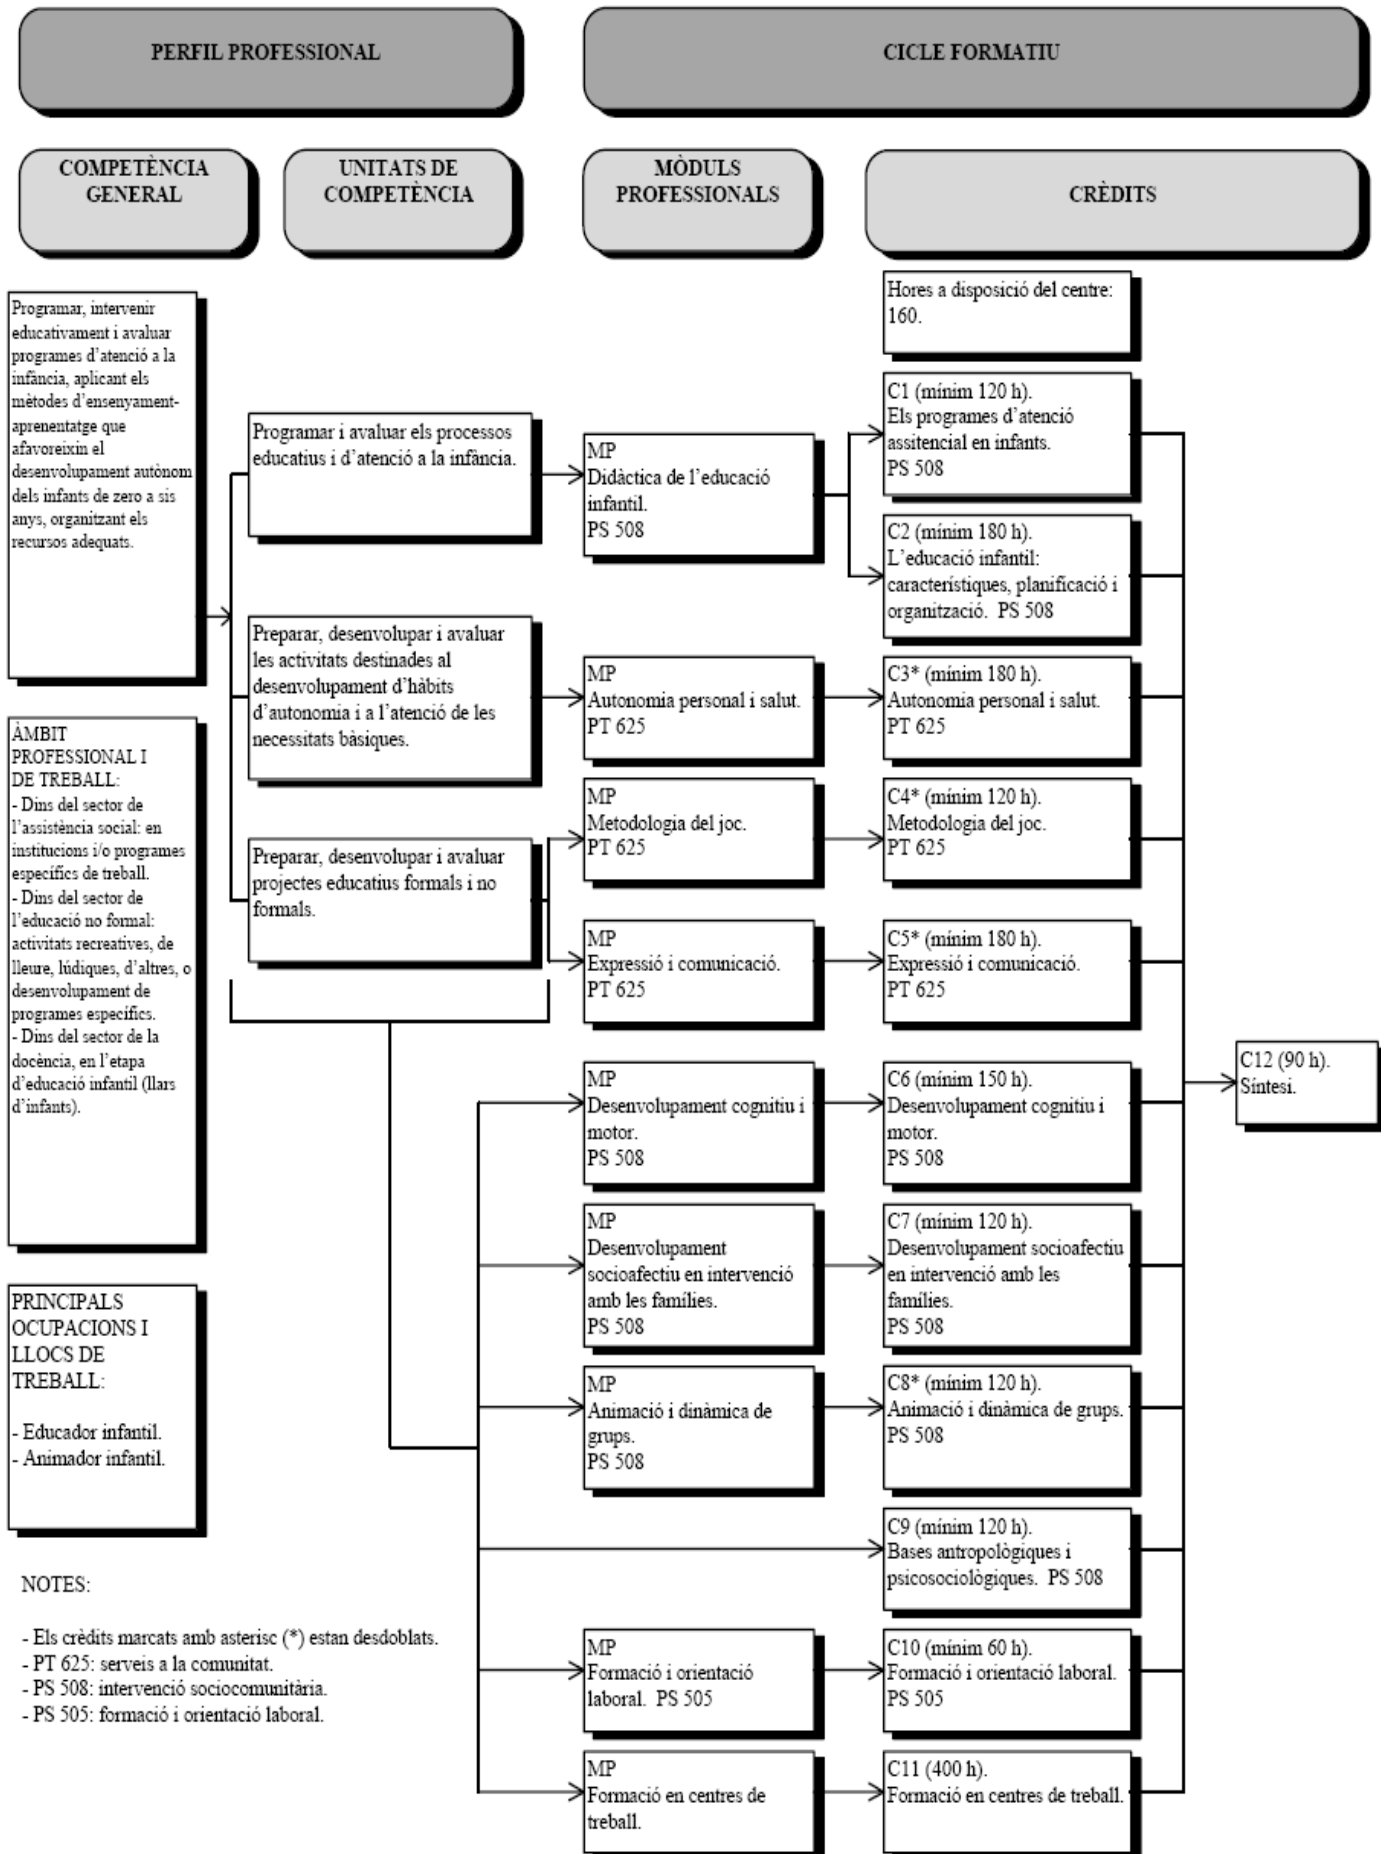 PERFIL PROFESSIONAL
CICLE FORMATIU
COMPETÈNCIA
GENERAL
UNITATS DE
COMPETÈNCIA
MÒDULS
PROFESSIONALS
CRÈDITS
Programar, intervenir
educativament i avaluar
programes d’atenció a la
infància, aplicant els
mètodes d’ensenyament-
aprenentatge que
afavoreixin el
desenvolupament autònom
dels infants de zero a sis
anys, organitzant els
recursos adequats.
ÀMBIT
PROFESSIONAL I
DE TREBALL:
- Dins del sector de
l’assistència social: en
institucions i/o programes
específics de treball.
- Dins del sector de
l’educació no formal:
activitats recreatives, de
lleure, lúdiques, d’altres, o
desenvolupament de
programes específics.
- Dins del sector de la
docència, en l’etapa
d’educació infantil (llars
d’infants).
PRINCIPALS
OCUPACIONS I
LLOCS DE
TREBALL:
- Educador infantil.
- Animador infantil.
Programar i avaluar els processos
educatius i d’atenció a la infància.
Preparar, desenvolupar i avaluar
les activitats destinades al
desenvolupament d’hàbits
d’autonomia i a l’atenció de les
necessitats bàsiques.
Preparar, desenvolupar i avaluar
projectes educatius formals i no
formals.
MP
Didàctica de l’educació
infantil.
PS 508
MP
Autonomia personal i salut.
PT 625
MP
Metodologia del joc.
PT 625
MP
Expressió i comunicació.
PT 625
MP
Desenvolupament cognitiu i
motor.
PS 508
MP
Desenvolupament
socioafectiu en intervenció
amb les famílies.
PS 508
MP
Animació i dinàmica de
grups.
PS 508
MP
Formació i orientació
laboral. PS 505
MP
Formació en centres de
treball.
Hores a disposició del centre:
160.
C1 (mínim 120 h).
Els programes d’atenció
assitencial en infants.
PS 508
C2 (mínim 180 h).
L’educació infantil:
característiques, planificació i
organització. PS 508
C3* (mínim 180 h).
Autonomia personal i salut.
PT 625
C4* (mínim 120 h).
Metodologia del joc.
PT 625
C5* (mínim 180 h).
Expressió i comunicació.
PT 625
C6 (mínim 150 h).
Desenvolupament cognitiu i
motor.
PS 508
C7 (mínim 120 h).
Desenvolupament socioafectiu
en intervenció amb les
famílies.
PS 508
C8* (mínim 120 h).
Animació i dinàmica de grups.
PS 508
C9 (mínim 120 h).
Bases antropològiques i
psicosociològiques. PS 508
C10 (mínim 60 h).
Formació i orientació laboral.
PS 505
C11 (400 h).
Formació en centres de treball.
C12 (90 h).
Síntesi.
NOTES:
- Els crèdits marcats amb asterisc (*) estan desdoblats.
- PT 625: serveis a la comunitat.
- PS 508: intervenció sociocomunitària.
- PS 505: formació i orientació laboral.